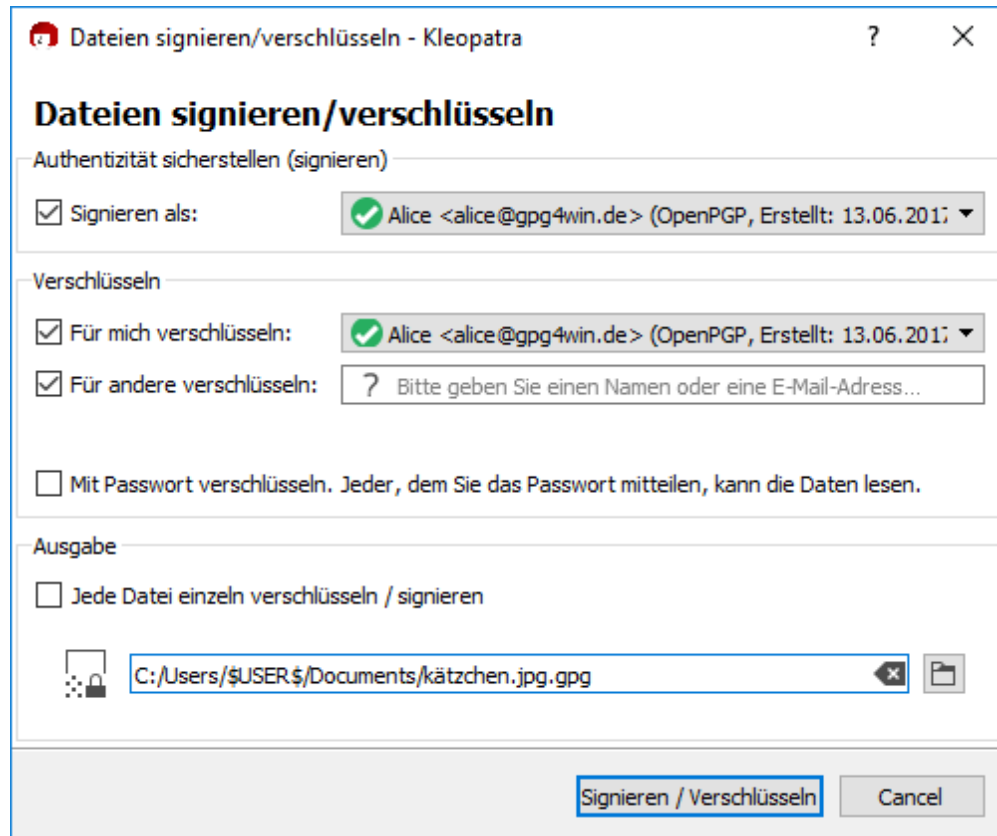 Dateien signieren/verschlüsseln - Kleopatra
?
Dateien signieren/verschlüsseln
Authentizität sicherstellen (signieren)
Signieren als:
Alice <alice@gpg4win.de> (OpenPGP, Erstellt: 13.06.2017
Verschlüsseln
Für mich verschlüsseln:
Alice <alice@gpg4win.de> (OpenPGP, Erstellt: 13.06.2017
Für andere verschlüsseln:
? Bitte geben Sie einen Namen oder eine E-Mail-Adress...
Mit Passwort verschlüsseln. Jeder, dem Sie das Passwort mitteilen, kann die Daten lesen.
Ausgabe
Jede Datei einzeln verschlüsseln / signieren
C:/Users/$USER$/Documents/kätzchen.jpg.gpg
Signieren / Verschlüsseln
Cancel